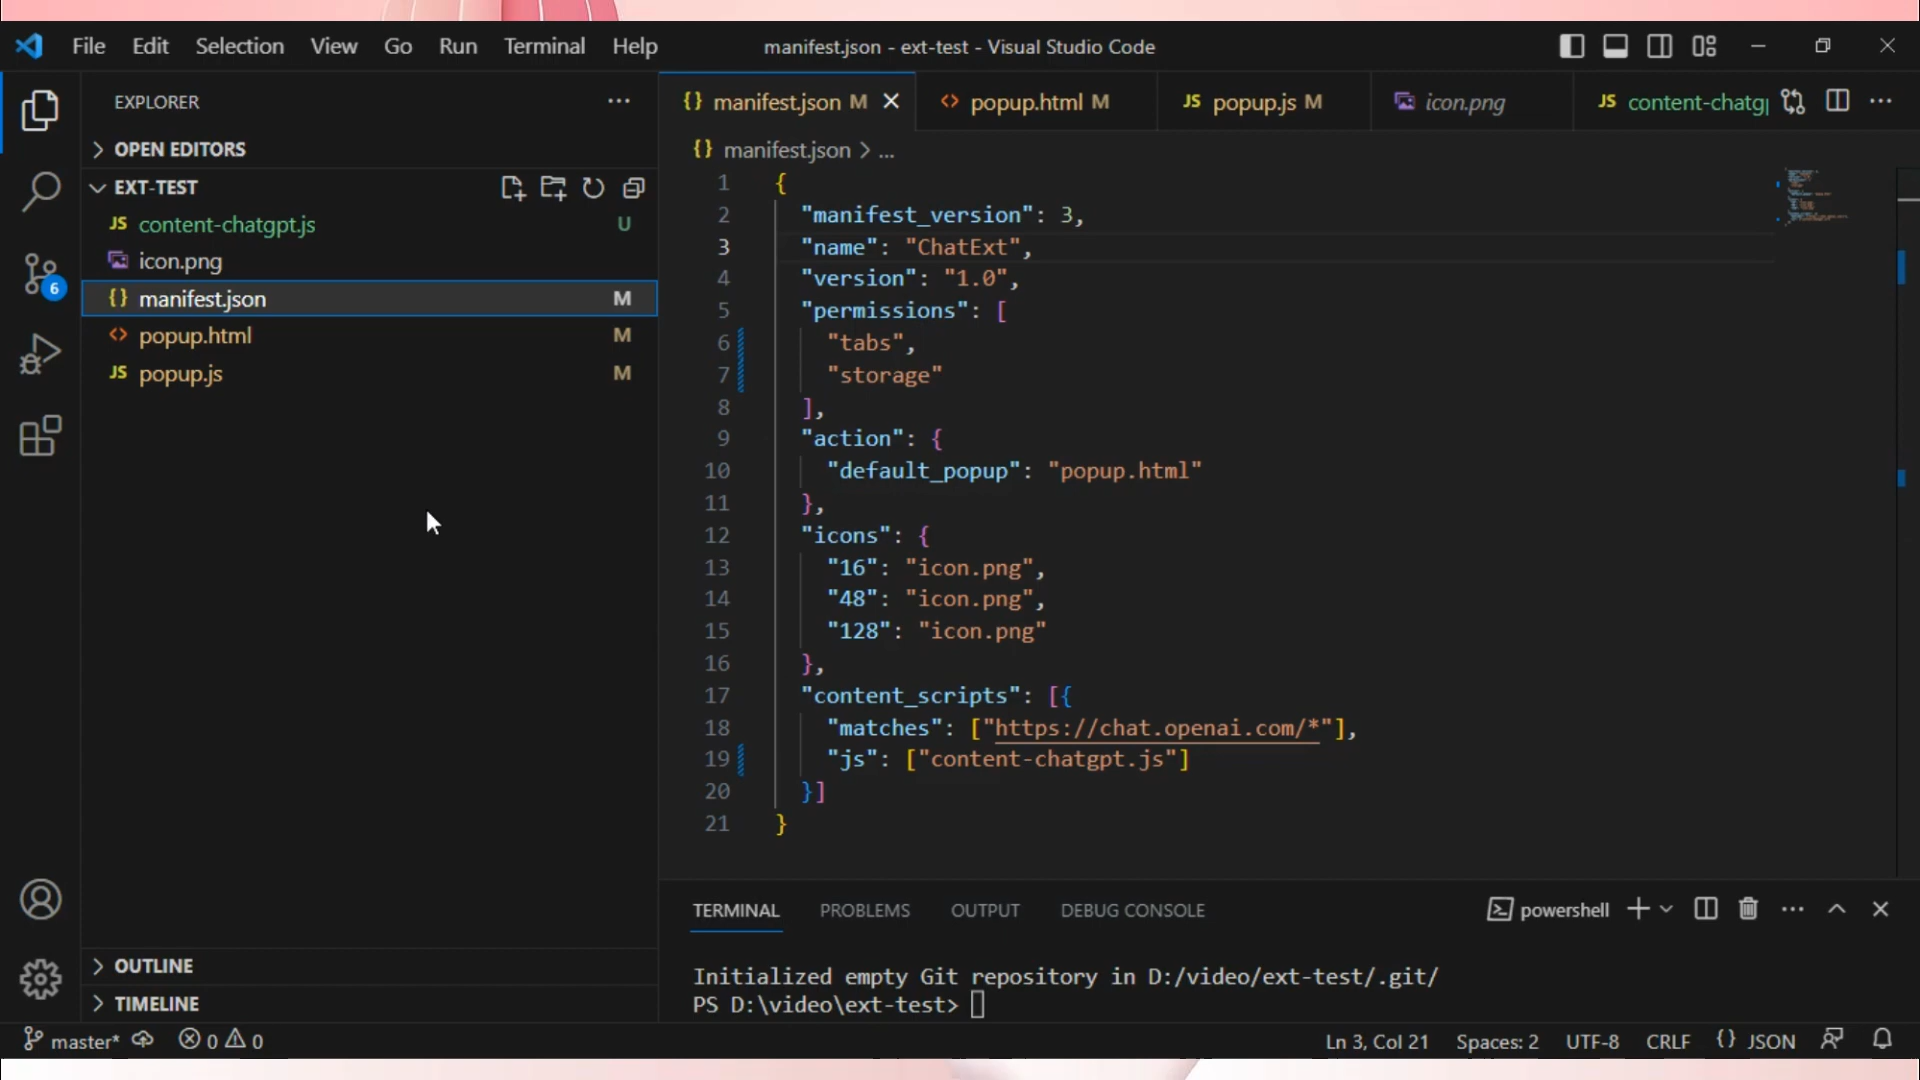 File Edit Selection View Go Run Terminal Help
manifest.json - ext-test - Visual Studio Code
EXPLORER
OPEN EDITORS
EXT-TEST
JS content-chatgpt.js U
icon.png
{} manifest.json M
<> popup.html M
JS popup.js M
6
OUTLINE
TIMELINE
{} manifest.json M
<> popup.html M
JS popup.js M
icon.png
JS content-chatg
{} manifest.json > ...
1 {
2 "manifest_version": 3,
3 "name": "ChatExt",
4 "version": "1.0",
5 "permissions": [
6 "tabs",
7 "storage"
8 ],
9 "action": {
10 "default_popup": "popup.html"
11 },
12 "icons": {
13 "16": "icon.png",
14 "48": "icon.png",
15 "128": "icon.png"
16 },
17 "content_scripts": [{
18 "matches": ["https://chat.openai.com/*"],
19 "js": ["content-chatgpt.js"]
20 }]
21 }
TERMINAL PROBLEMS OUTPUT DEBUG CONSOLE
powershell
Initialized empty Git repository in D:/video/ext-test/.git/
PS D:\video\ext-test>
master* 0 0
Ln 3, Col 21 Spaces: 2 UTF-8 CRLF {} JSON